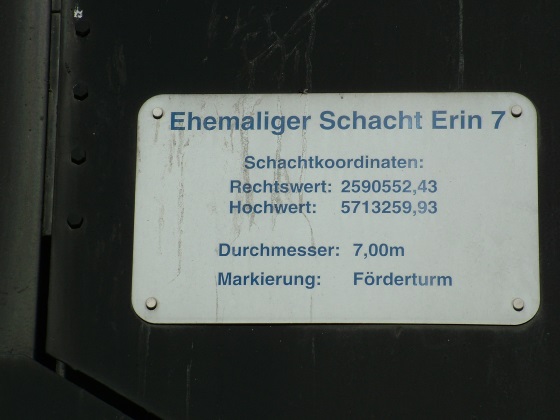 Ehemaliger Schacht Erin 7
Schachtkoordinaten:
Rechtswert: 2590552,43
Hochwert: 5713259,93
Durchmesser: 7,00m
Markierung: Förderturm